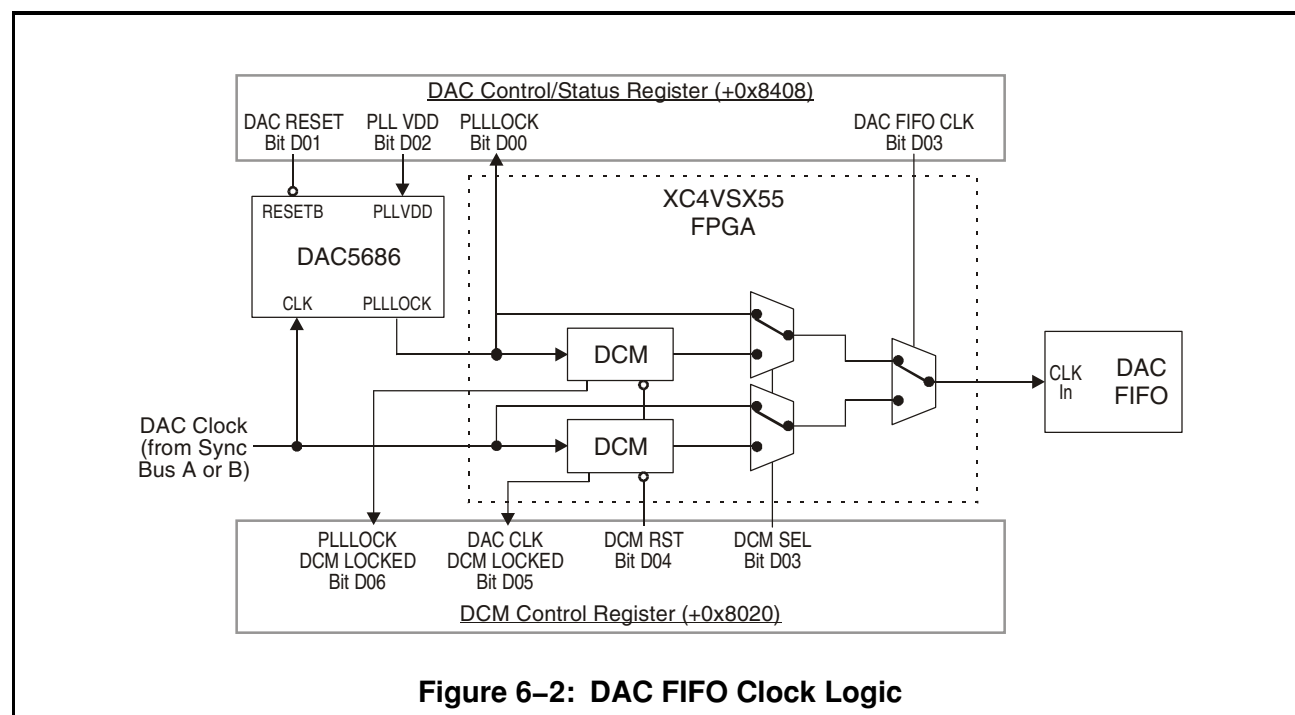 DAC Control/Status Register (+0x8408)
DAC RESET
Bit D01
PLL VDD
Bit D02
PLLLOCK
Bit D00
DAC FIFO CLK
Bit D03
XC4VSX55
FPGA
RESETB
PLLVDD
DAC5686
CLK
PLLLOCK
DCM
DCM
CLK
In
DAC
FIFO
DAC Clock
(from Sync
Bus A or B)
PLLLOCK
DCM LOCKED
Bit D06
DAC CLK
DCM LOCKED
Bit D05
DCM RST
Bit D04
DCM SEL
Bit D03
DCM Control Register (+0x8020)
Figure 6–2: DAC FIFO Clock Logic